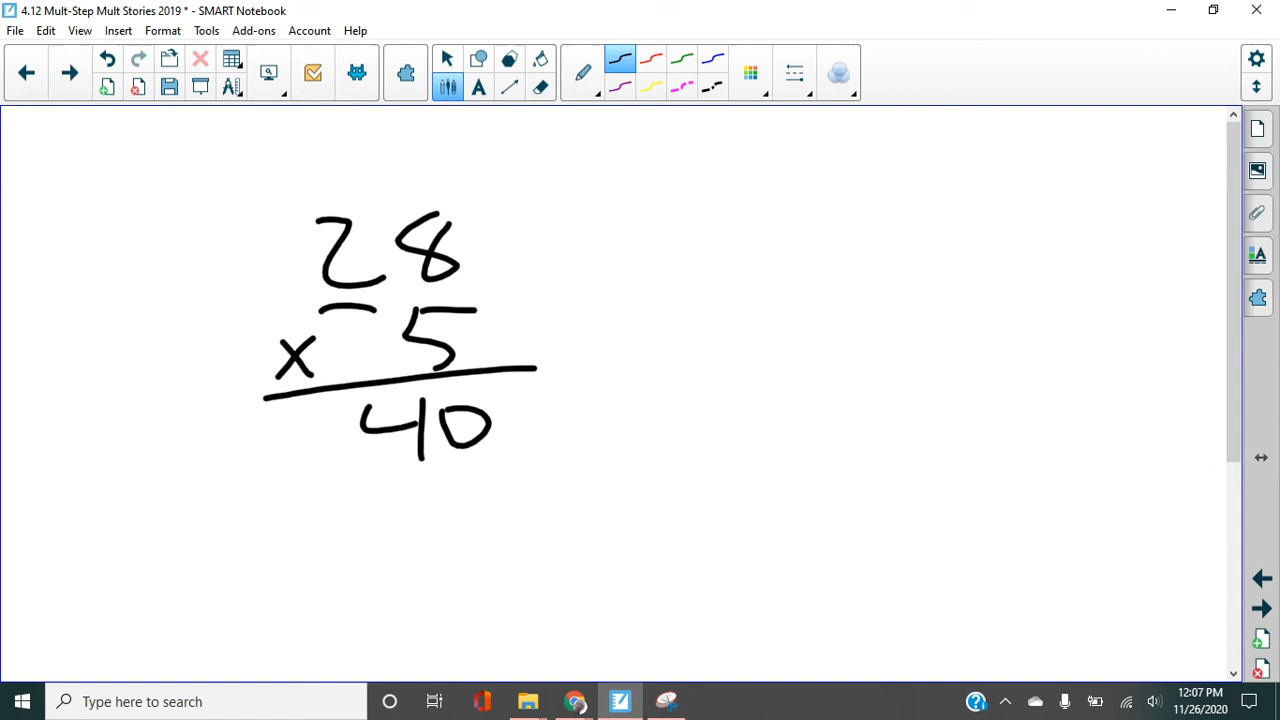 4.12 Mult-Step Mult Stories 2019 * - SMART Notebook
File Edit View Insert Format Tools Add-ons Account Help
28
x 5
40
Type here to search
12:07 PM
11/26/2020